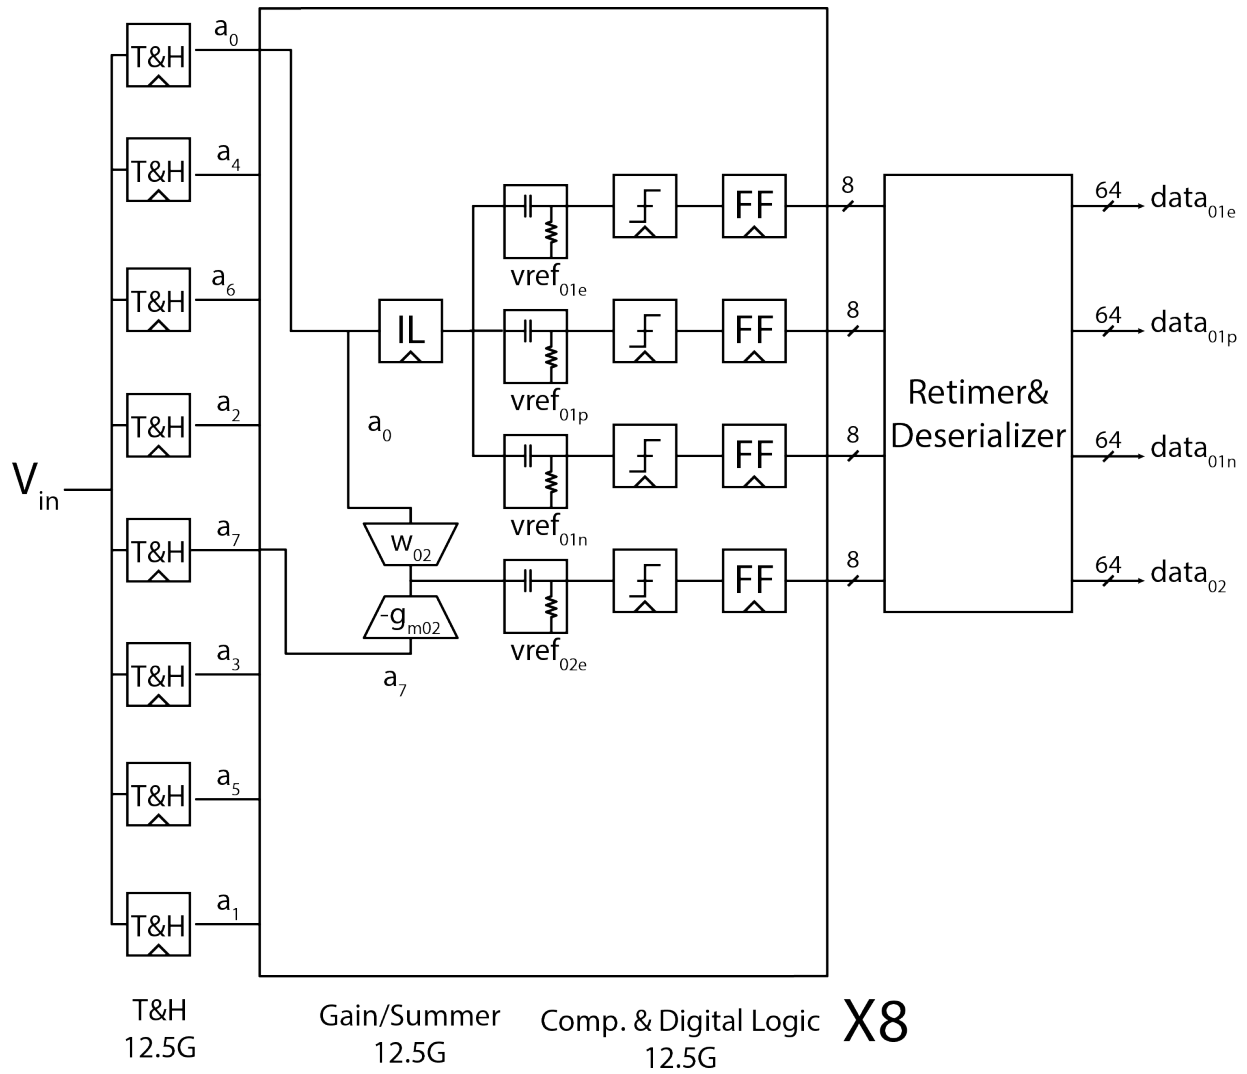 T&H
a0
T&H
a4
T&H
a6
T&H
a2
Vin
T&H
a7
T&H
a3
T&H
a5
T&H
a1
IL
a0
w02
-gm02
a7
vref01e
FF
8
vref01p
FF
8
vref01n
FF
8
vref02e
FF
8
Retimer&
Deserializer
64
data01e
64
data01p
64
data01n
64
data02
T&H
12.5G
Gain/Summer
12.5G
Comp. & Digital Logic
12.5G
X8